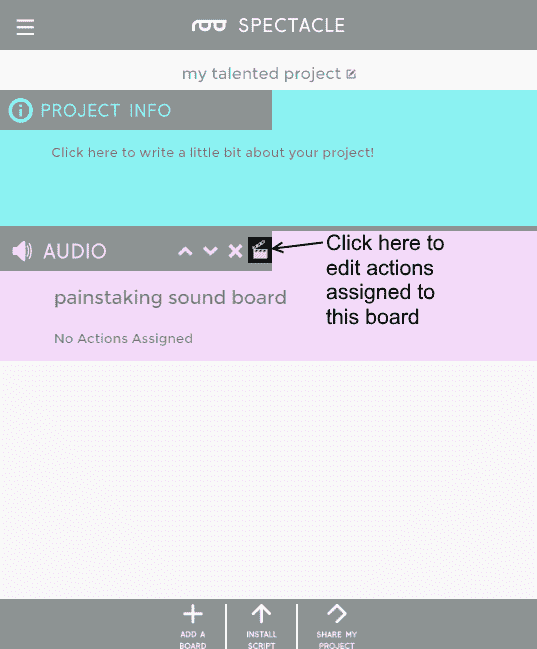 SPECTACLE
my talented project
PROJECT INFO
Click here to write a little bit about your project!
AUDIO
Click here to
edit actions
assigned to
this board
painstaking sound board
No Actions Assigned
ADD A
BOARD
INSTALL
SCRIPT
SHARE MY
PROJECT